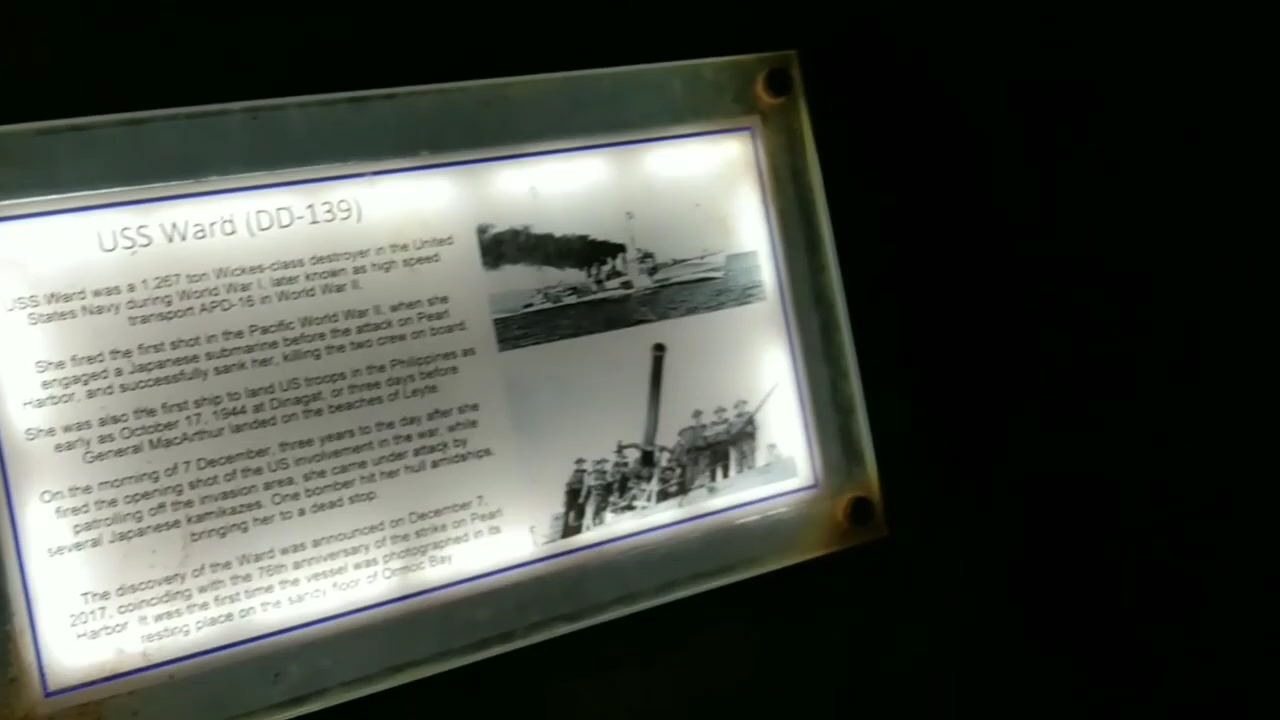 USS Ward (DD-139)
USS Ward was a 1,267 ton Wickes-class destroyer in the United
States Navy during World War I, later known as high speed
transport APD-16 in World War II.
She fired the first shot in the Pacific World War II, when she
engaged a Japanese submarine before the attack on Pearl
Harbor, and successfully sank her, killing the two crew on board.
She was also the first ship to land US troops in the Philippines as
early as October 17, 1944 at Dinagat, or three days before
General MacArthur landed on the beaches of Leyte.
On the morning of 7 December, three years to the day after she
fired the opening shot of the US involvement in the war, while
patrolling off the invasion area, she came under attack by
several Japanese kamikazes. One bomber hit her hull amidships,
bringing her to a dead stop.
The discovery of the Ward was announced on December 7,
2017, coinciding with the 76th anniversary of the strike on Pearl
Harbor. It was the first time the vessel was photographed in its
resting place on the sandy floor of Ormoc Bay